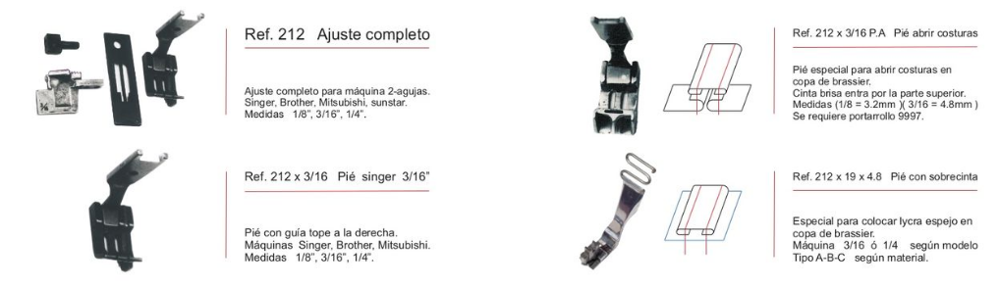 Ref. 212 Ajuste completo
Ajuste completo para máquina 2-agujas.
Singer, Brother, Mitsubishi, sunstar.
Medidas 1/8”, 3/16”, 1/4”.
Ref. 212 x 3/16 Pié singer 3/16”
Pié con guía tope a la derecha.
Máquinas Singer, Brother, Mitsubishi.
Medidas 1/8”, 3/16”, 1/4”.
Ref. 212 x 3/16 P.A Pié abrir costuras
Pié especial para abrir costuras en
copa de brassier.
Cinta brisa entra por la parte superior.
Medidas (1/8 = 3.2mm )( 3/16 = 4.8mm )
Se requiere portarrollo 9997.
Ref. 212 x 19 x 4.8 Pié con sobrecinta
Especial para colocar lycra espejo en
copa de brassier.
Máquina 3/16 ó 1/4 según modelo
Tipo A-B-C según material.